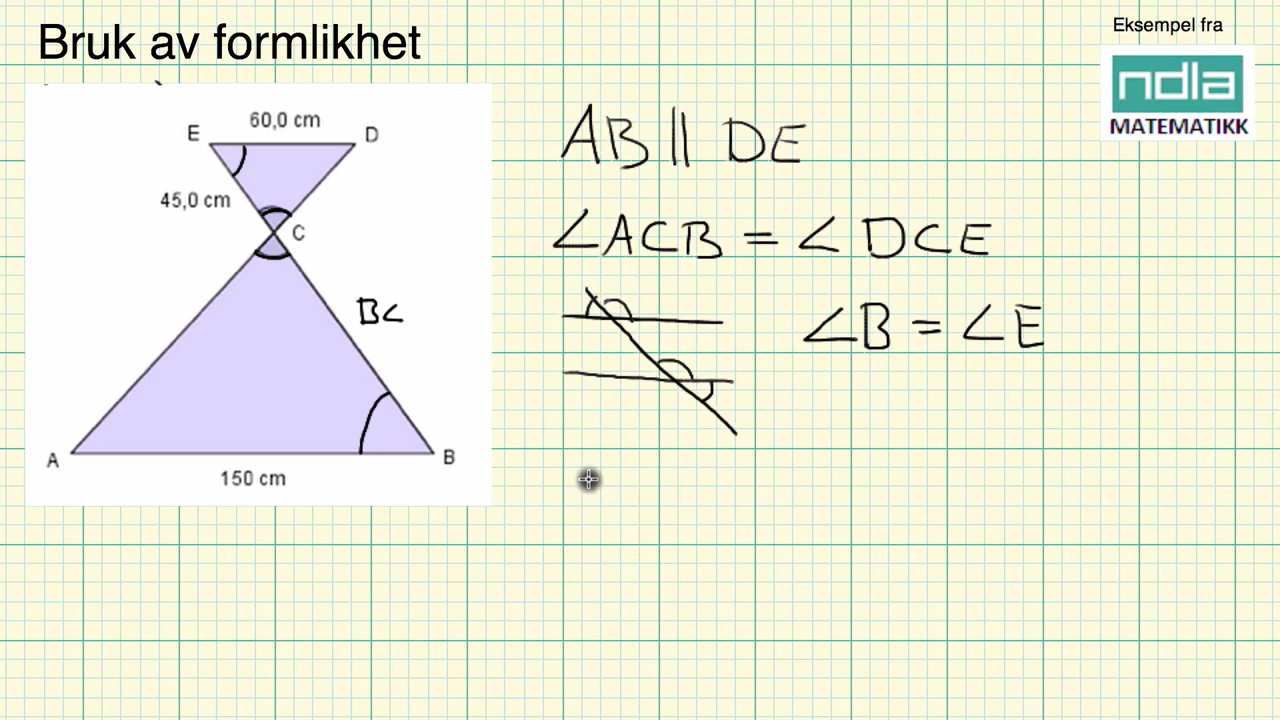 Bruk av formlikhet
Eksempel fra
ndla
MATEMATIKK
60,0 cm
E
D
45,0 cm
C
BC
A
B
150 cm
AB || DE
∠ACB = ∠DCE
∠B = ∠E